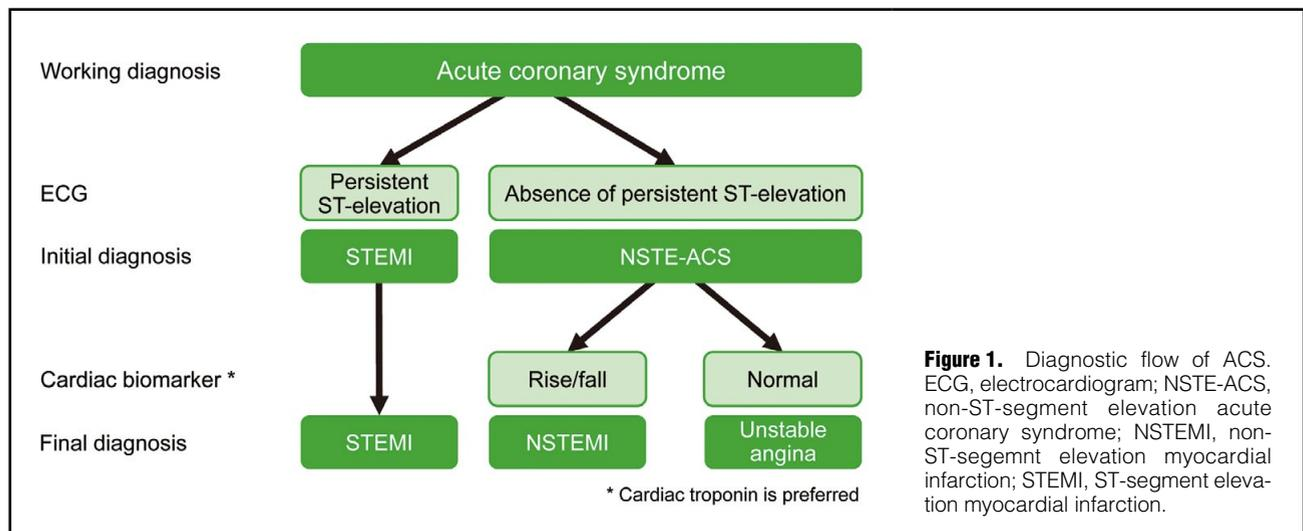 Working diagnosis
Acute coronary syndrome
ECG
Persistent
ST-elevation
Absence of persistent ST-elevation
Initial diagnosis
STEMI
NSTE-ACS
Cardiac biomarker *
Rise/fall
Normal
Final diagnosis
STEMI
NSTEMI
Unstable
angina
* Cardiac troponin is preferred
Figure 1. Diagnostic flow of ACS.
ECG, electrocardiogram; NSTE-ACS,
non-ST-segment elevation acute
coronary syndrome; NSTEMI, non-
ST-segemnt elevation myocardial
infarction; STEMI, ST-segment eleva-
tion myocardial infarction.